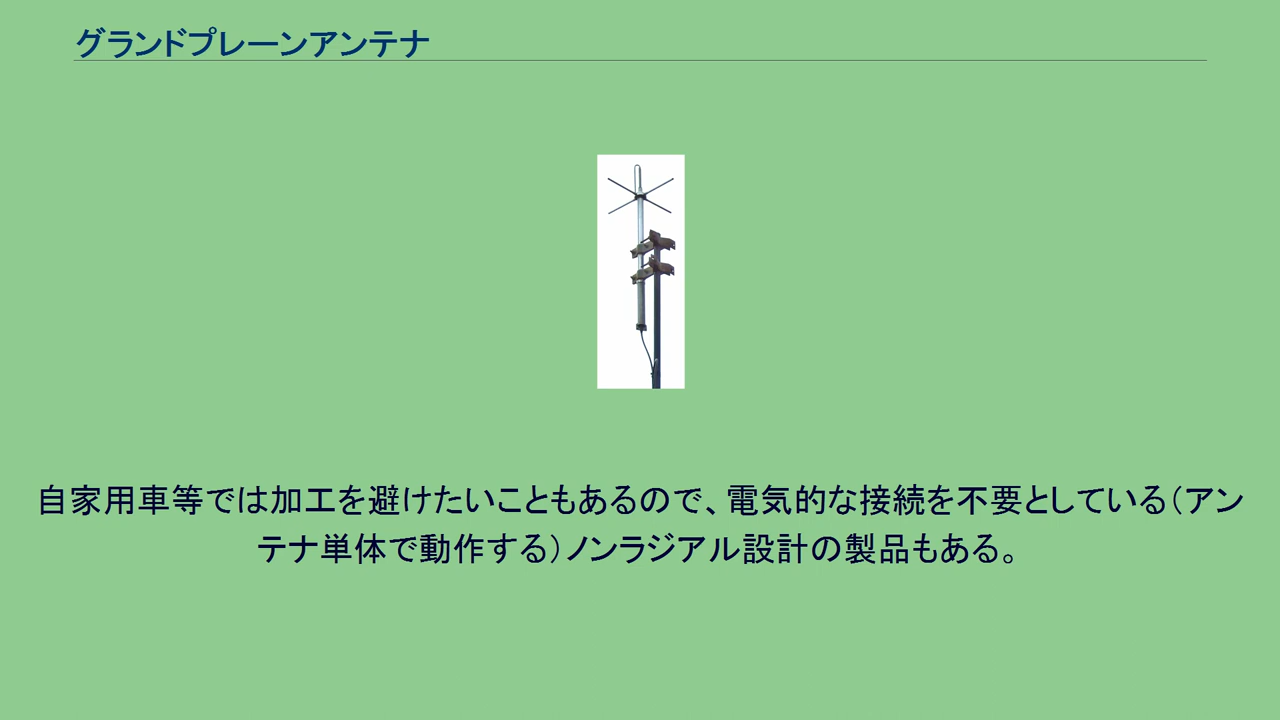 グランドプレーンアンテナ
自家用車等では加工を避けたいこともあるので、電気的な接続を不要としている（アン
テナ単体で動作する）ノンラジアル設計の製品もある。